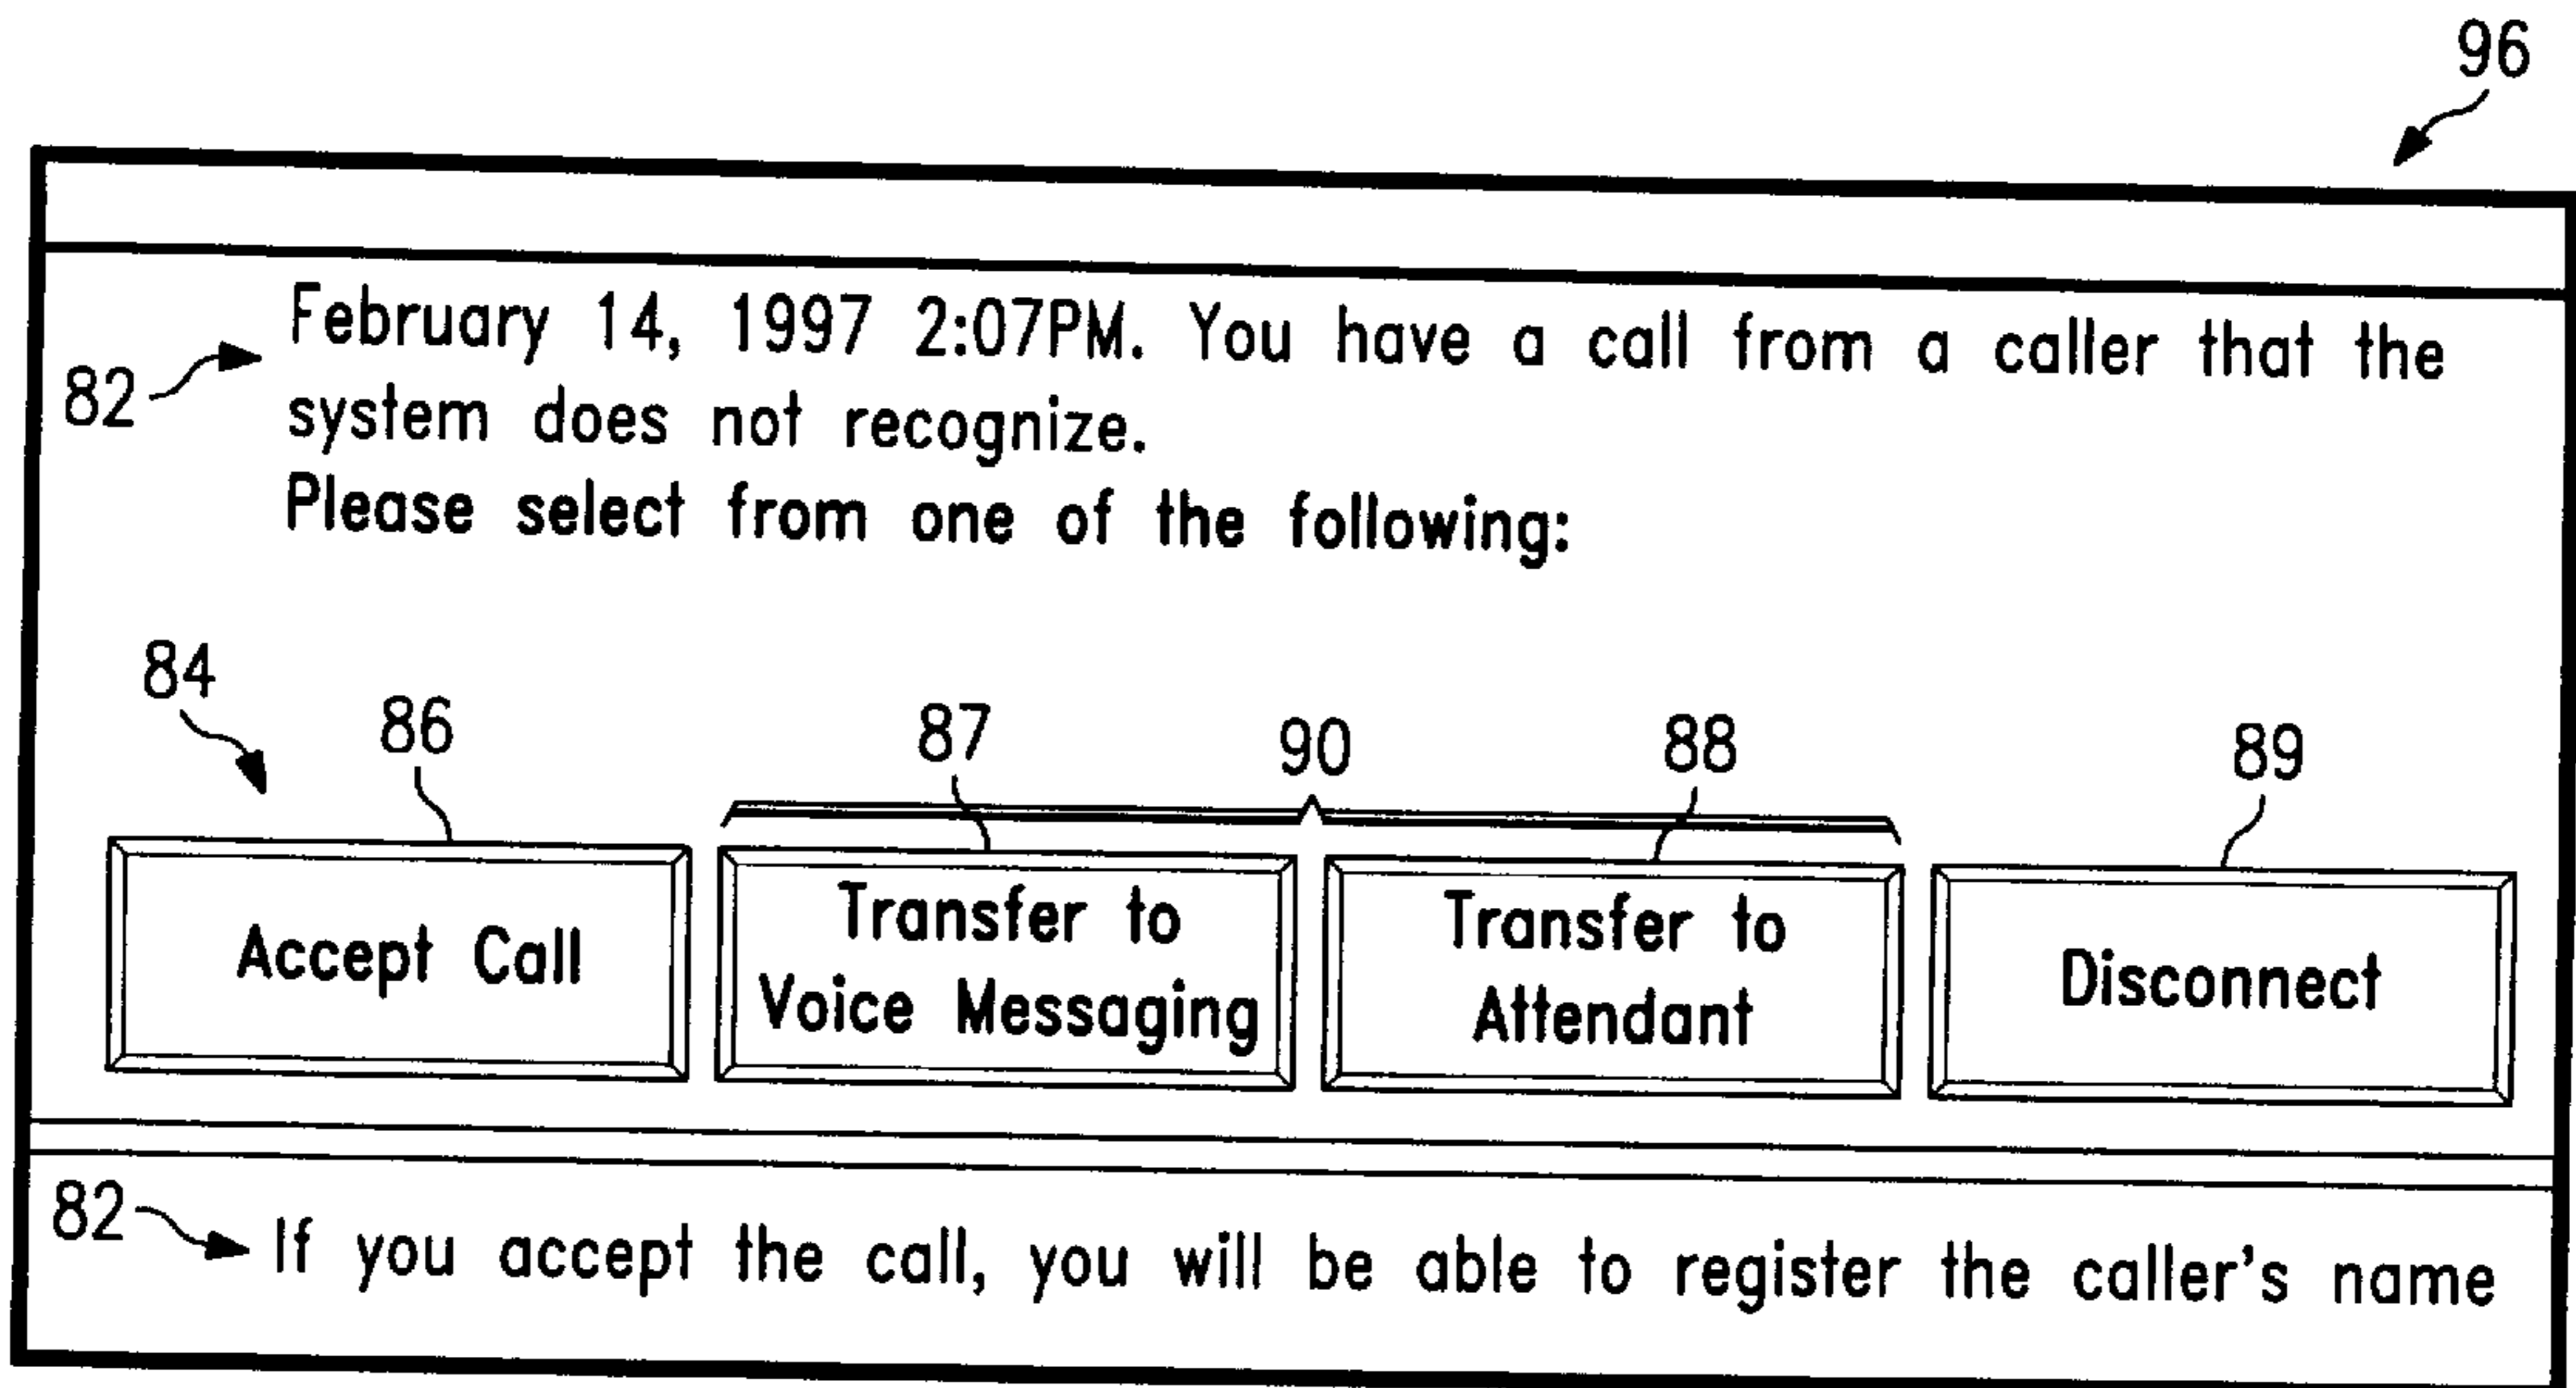 96
February 14, 1997 2:07PM. You have a call from a caller that the
82
system does not recognize.
Please select from one of the following:
84
86
87
90
88
89
Accept Call
Transfer to
Voice Messaging
Transfer to
Attendant
Disconnect
82
If you accept the call, you will be able to register the caller's name